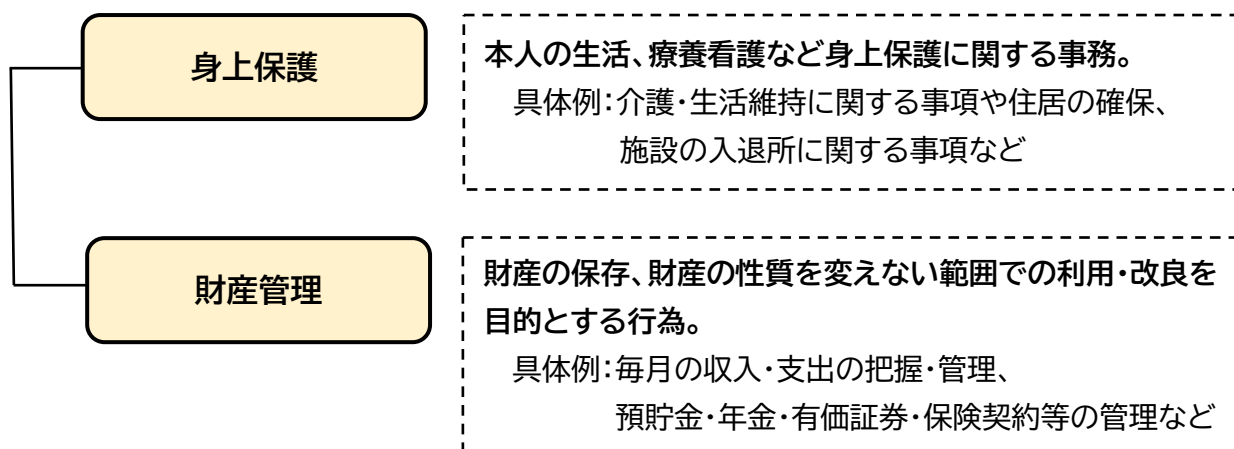 身上保護
本人の生活、療養看護など身上保護に関する事務。
具体例：介護・生活維持に関する事項や住居の確保、
施設の入退所に関する事項など
財産管理
財産の保存、財産の性質を変えない範囲での利用・改良を
目的とする行為。
具体例：毎月の収入・支出の把握・管理、
預貯金・年金・有価証券・保険契約等の管理など